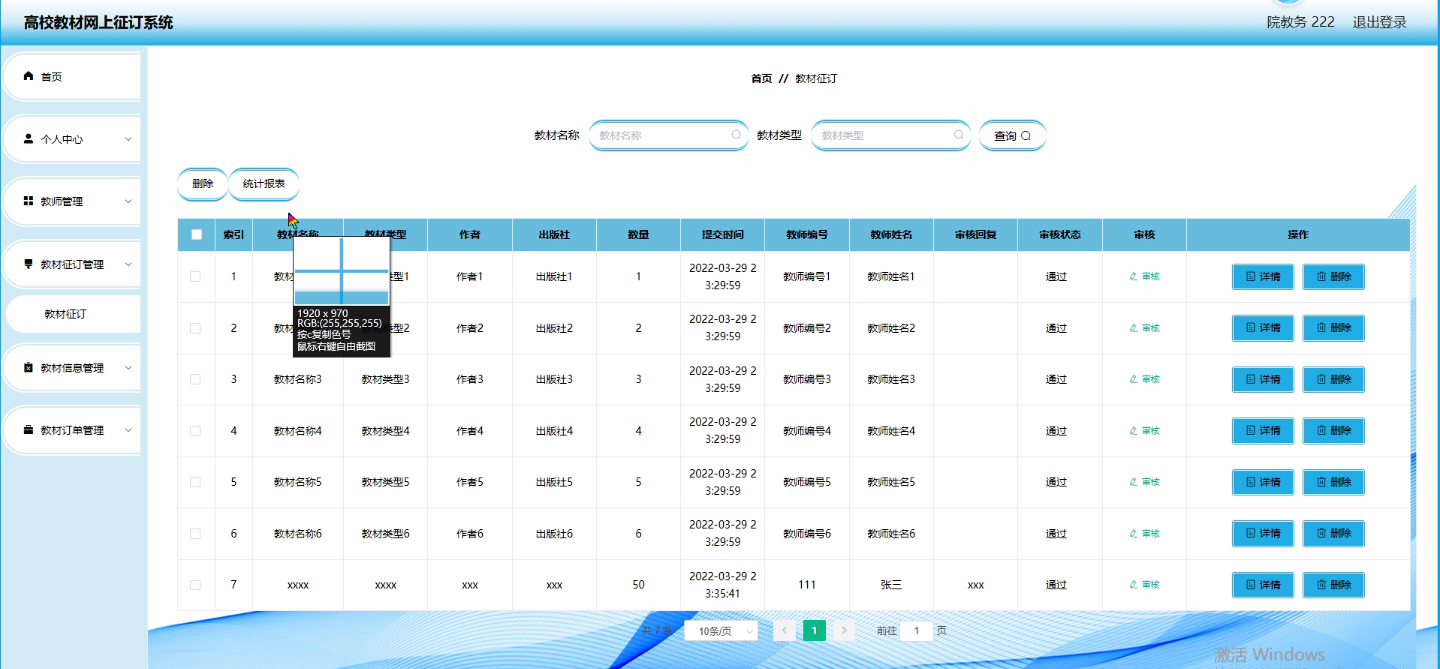 高校教材网上征订系统
院教务 222 退出登录
首页
个人中心
教师管理
教材征订管理
教材征订
教材信息管理
教材订单管理
首页 // 教材征订
教材名称 教材名称 教材类型 教材类型 查询
删除 统计报表
索引 教材名称 教材类型 作者 出版社 数量 提交时间 教师编号 教师姓名 审核回复 审核状态 审核 操作
1 教材 类型1 作者1 出版社1 1 2022-03-29 2
3:29:59 教师编号1 教师姓名1 通过 审核 详情 删除
1920 x 970
RGB:(255,255,255)
按c复制色号
鼠标右键自由截图
2 教材 类型2 作者2 出版社2 2 2022-03-29 2
3:29:59 教师编号2 教师姓名2 通过 审核 详情 删除
3 教材名称3 教材类型3 作者3 出版社3 3 2022-03-29 2
3:29:59 教师编号3 教师姓名3 通过 审核 详情 删除
4 教材名称4 教材类型4 作者4 出版社4 4 2022-03-29 2
3:29:59 教师编号4 教师姓名4 通过 审核 详情 删除
5 教材名称5 教材类型5 作者5 出版社5 5 2022-03-29 2
3:29:59 教师编号5 教师姓名5 通过 审核 详情 删除
6 教材名称6 教材类型6 作者6 出版社6 6 2022-03-29 2
3:29:59 教师编号6 教师姓名6 通过 审核 详情 删除
7 xxxx xxxx xxx xxx 50 2022-03-29 2
3:35:41 111 张三 xxx 通过 审核 详情 删除
共 7 条 10条/页 1 前往 1 页
激活 Windows